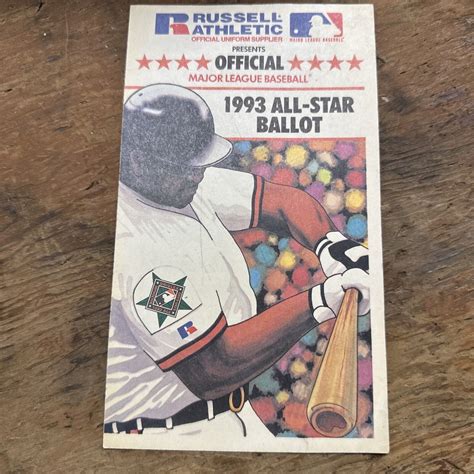 RUSSELL
ATHLETIC
OFFICIAL UNIFORM SUPPLIER
MAJOR LEAGUE BASEBALL
PRESENTS
OFFICIAL
MAJOR LEAGUE BASEBALL
1993 ALL-STAR
BALLOT